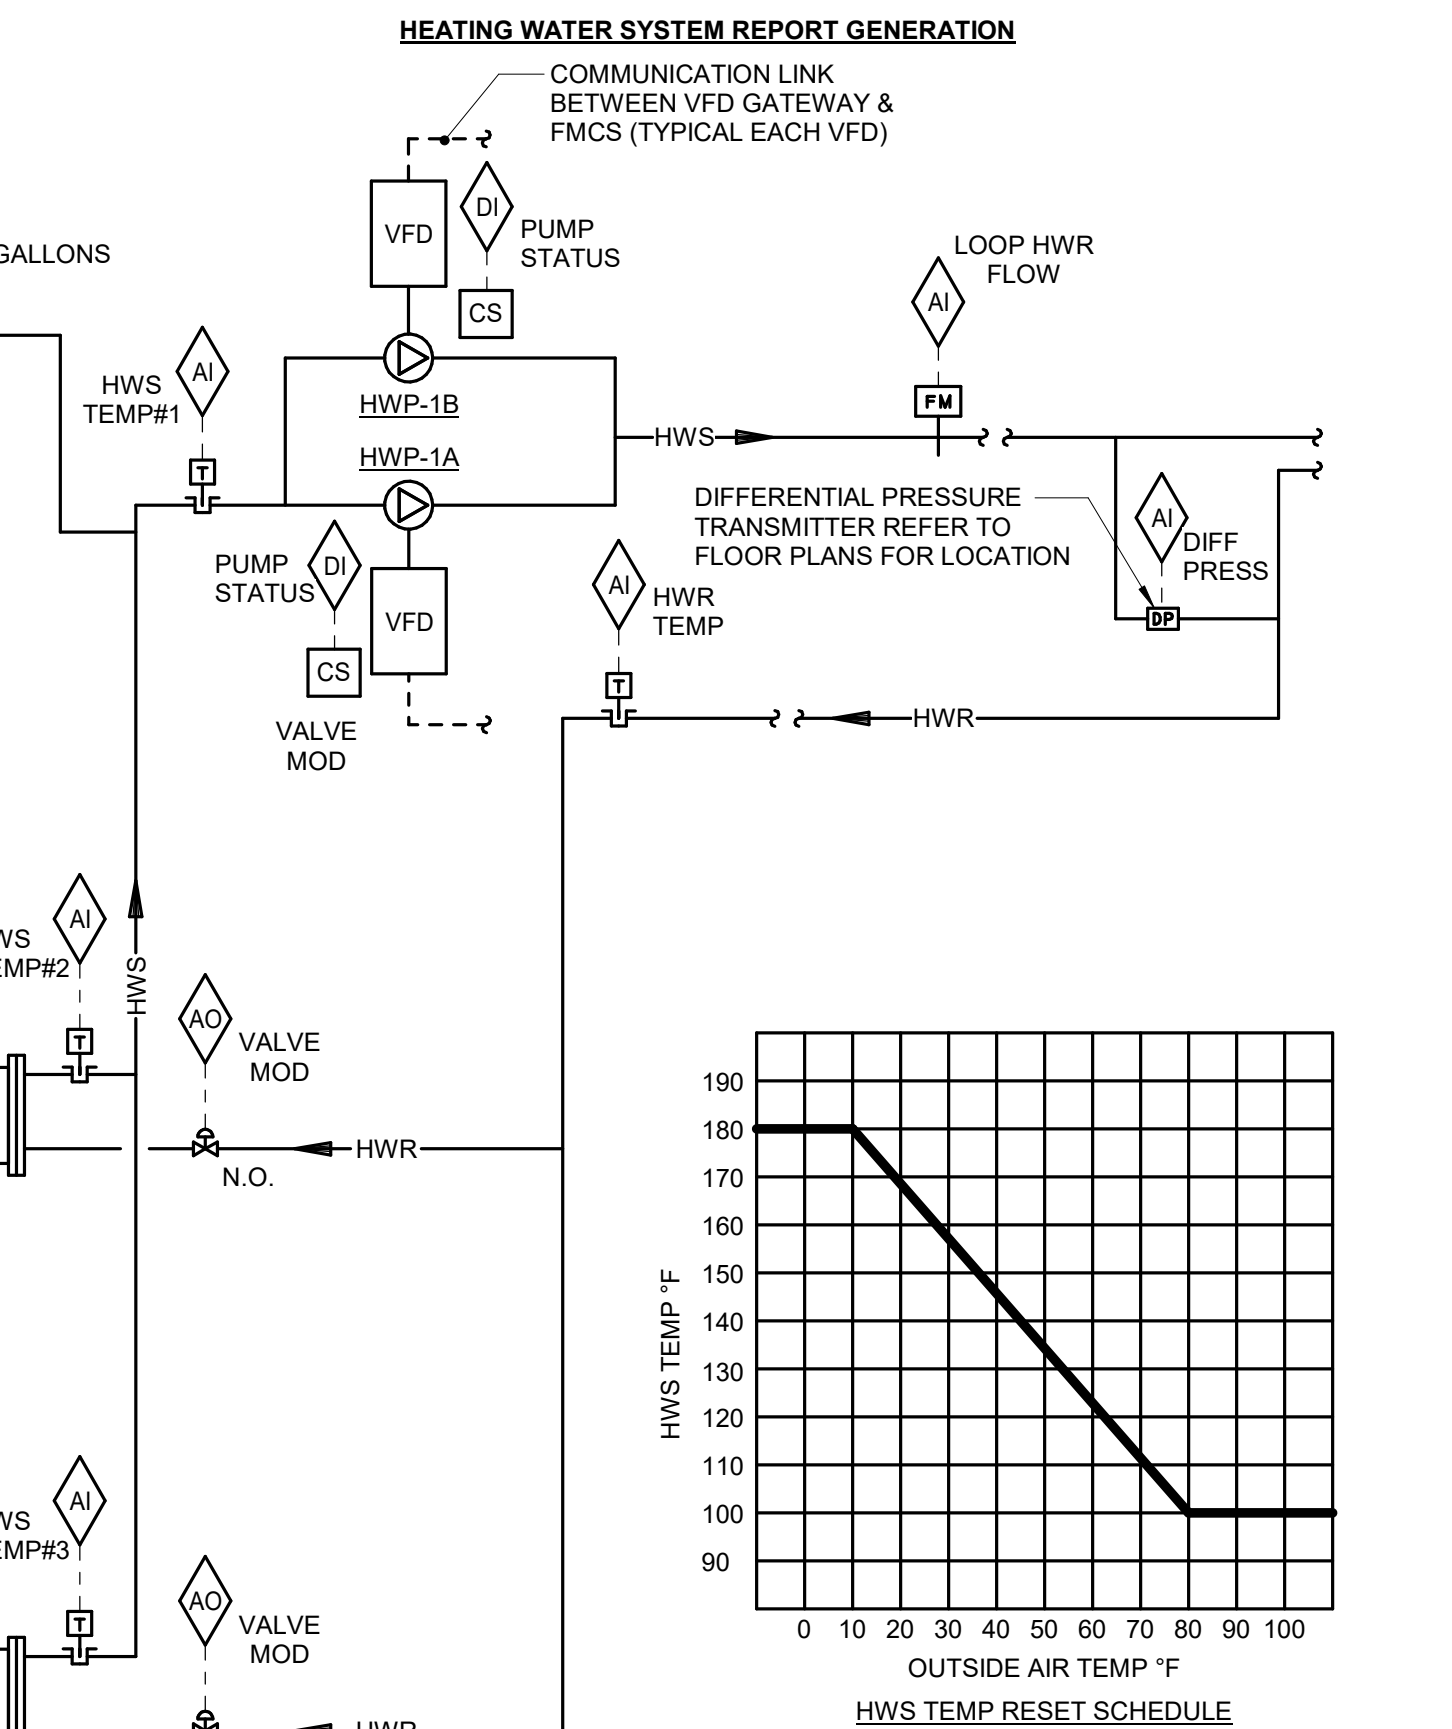 HEATING WATER SYSTEM REPORT GENERATION
COMMUNICATION LINK
BETWEEN VFD GATEWAY &
FMCS (TYPICAL EACH VFD)
DI
VFD
PUMP
STATUS
CS
GALLONS
LOOP HWR
FLOW
AI
FM
AI
HWS
TEMP#1
T
HWP-1B
HWP-1A
HWS
DIFFERENTIAL PRESSURE
TRANSMITTER REFER TO
FLOOR PLANS FOR LOCATION
AI
DIFF
PRESS
DP
PUMP
STATUS
DI
VFD
CS
VALVE
MOD
AI
HWR
TEMP
T
HWR
AI
WS
EMP#2
T
HWS
AO
VALVE
MOD
HWR
N.O.
AI
WS
EMP#3
T
AO
VALVE
MOD
HWR
190
180
170
160
150
140
130
120
110
100
90
HWS TEMP °F
0 10 20 30 40 50 60 70 80 90 100
OUTSIDE AIR TEMP °F
HWS TEMP RESET SCHEDULE